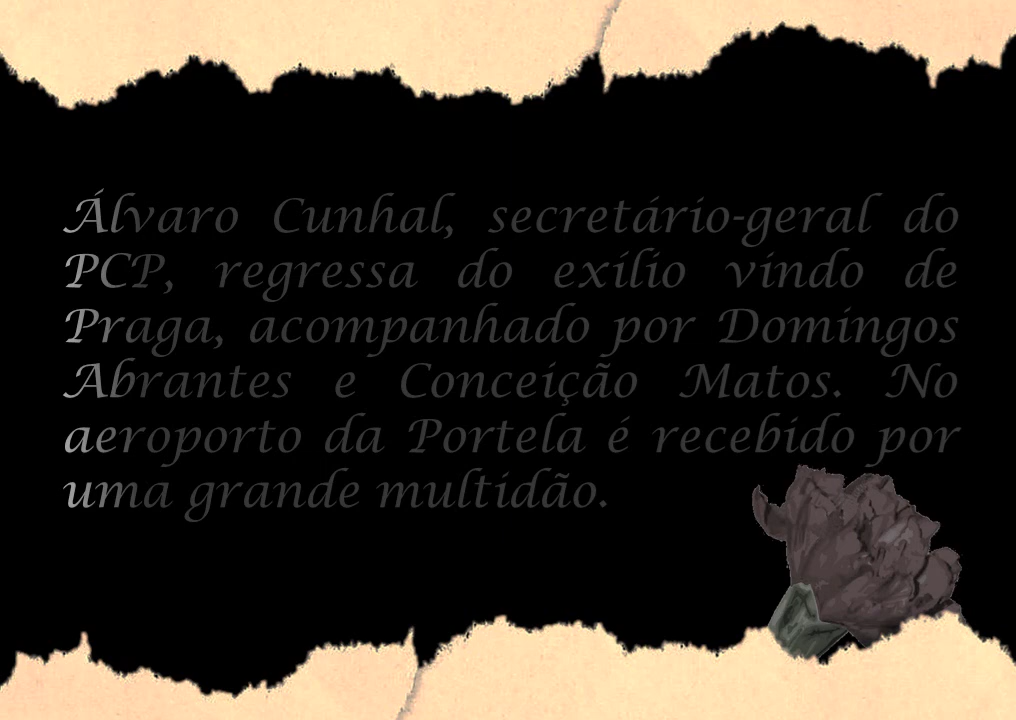 Álvaro Cunhal, secretário-geral do
PCP, regressa do exílio vindo de
Praga, acompanhado por Domingos
Abrantes e Conceição Matos. No
aeroporto da Portela é recebido por
uma grande multidão.